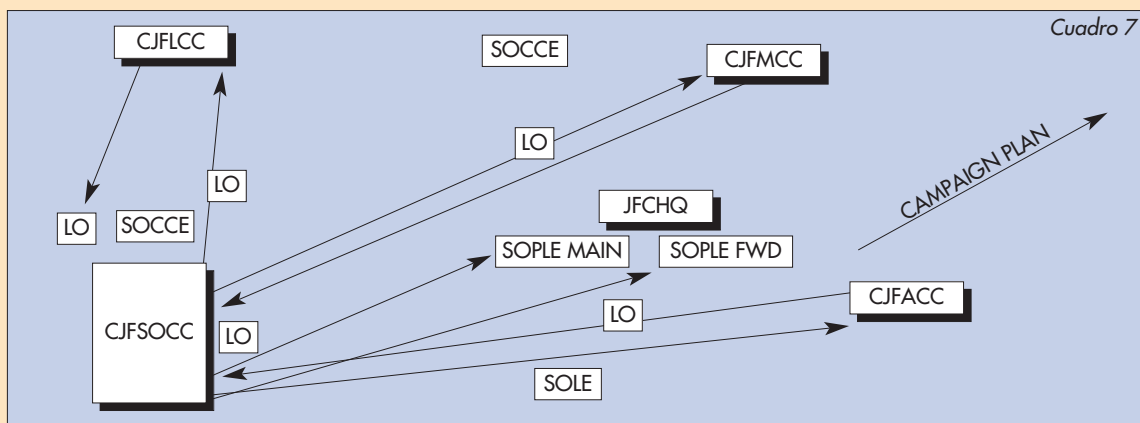 Cuadro 7
CJFLCC
SOCCE
CJFMCC
LO
LO
CAMPAIGN PLAN
LO
SOCCE
JFCHQ
SOPLE MAIN
SOPLE FWD
CJFSOCC
LO
LO
CJFACC
SOLE